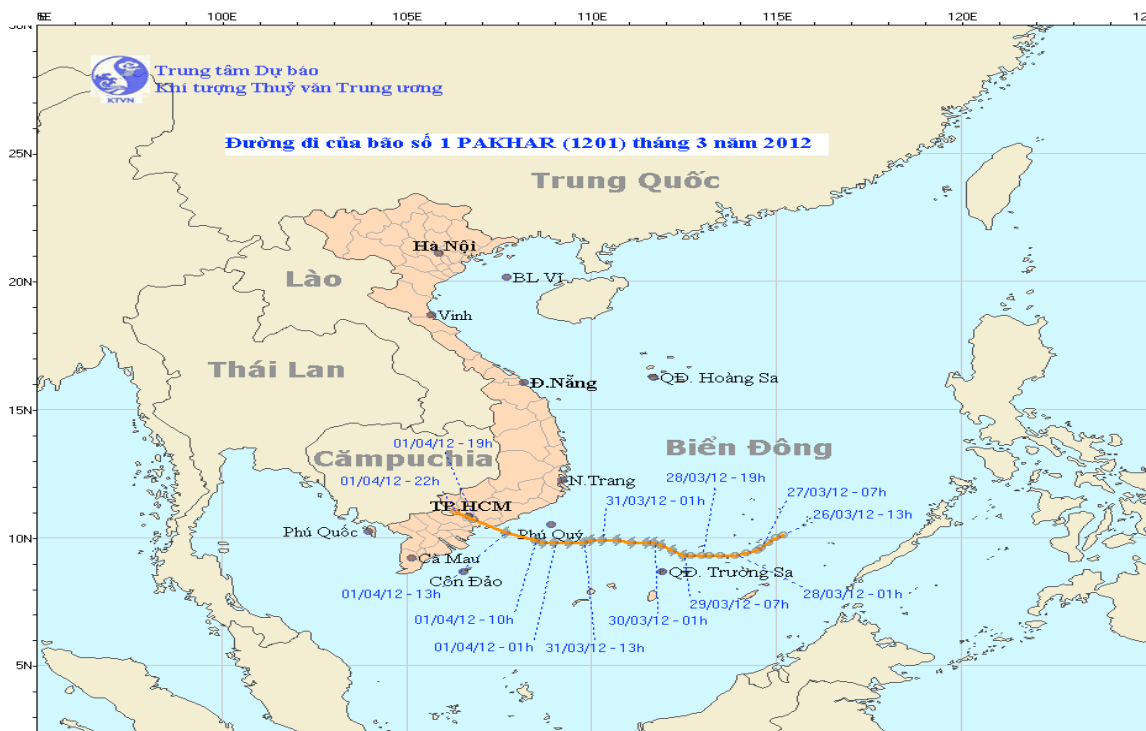 E
100E
105E
110E
115E
120E
30N
Trung tâm Dự báo
Khí tượng Thuỷ văn Trung ương
KTVN
Đường đi của bão số 1 PAKHAR (1201) tháng 3 năm 2012
25N
Trung Quốc
Hà Nội
Lào
BL VI
20N
Vinh
Thái Lan
Đ.Nẵng
QĐ. Hoàng Sa
15N
01/04/12 - 19h
Cămpuchia
Biển Đông
01/04/12 - 22h
N.Trang
28/03/12 - 19h
27/03/12 - 07h
31/03/12 - 01h
26/03/12 - 13h
TP.HCM
Phú Quốc
Phú Quý
10N
Cà Mau
QĐ. Trường Sa
Côn Đảo
01/04/12 - 13h
28/03/12 - 01h
29/03/12 - 07h
01/04/12 - 10h
30/03/12 - 01h
01/04/12 - 01h
31/03/12 - 13h
5N